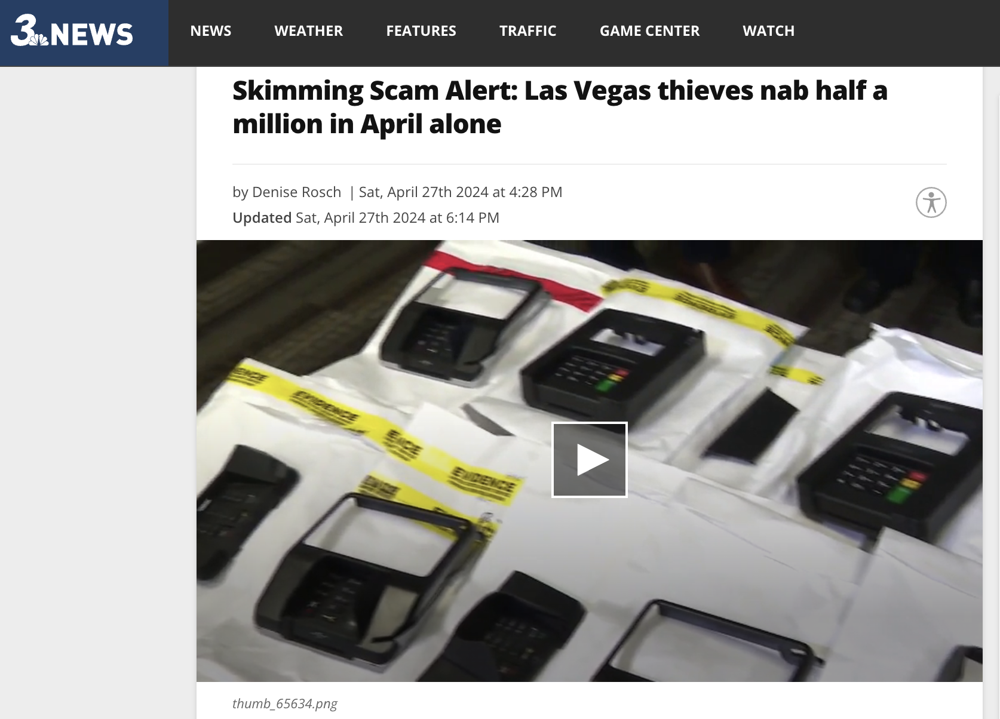 3 NEWS
NEWS WEATHER FEATURES TRAFFIC GAME CENTER WATCH
Skimming Scam Alert: Las Vegas thieves nab half a
million in April alone
by Denise Rosch | Sat, April 27th 2024 at 4:28 PM
Updated Sat, April 27th 2024 at 6:14 PM
EVIDENCE
EVIDENCE
thumb_65634.png